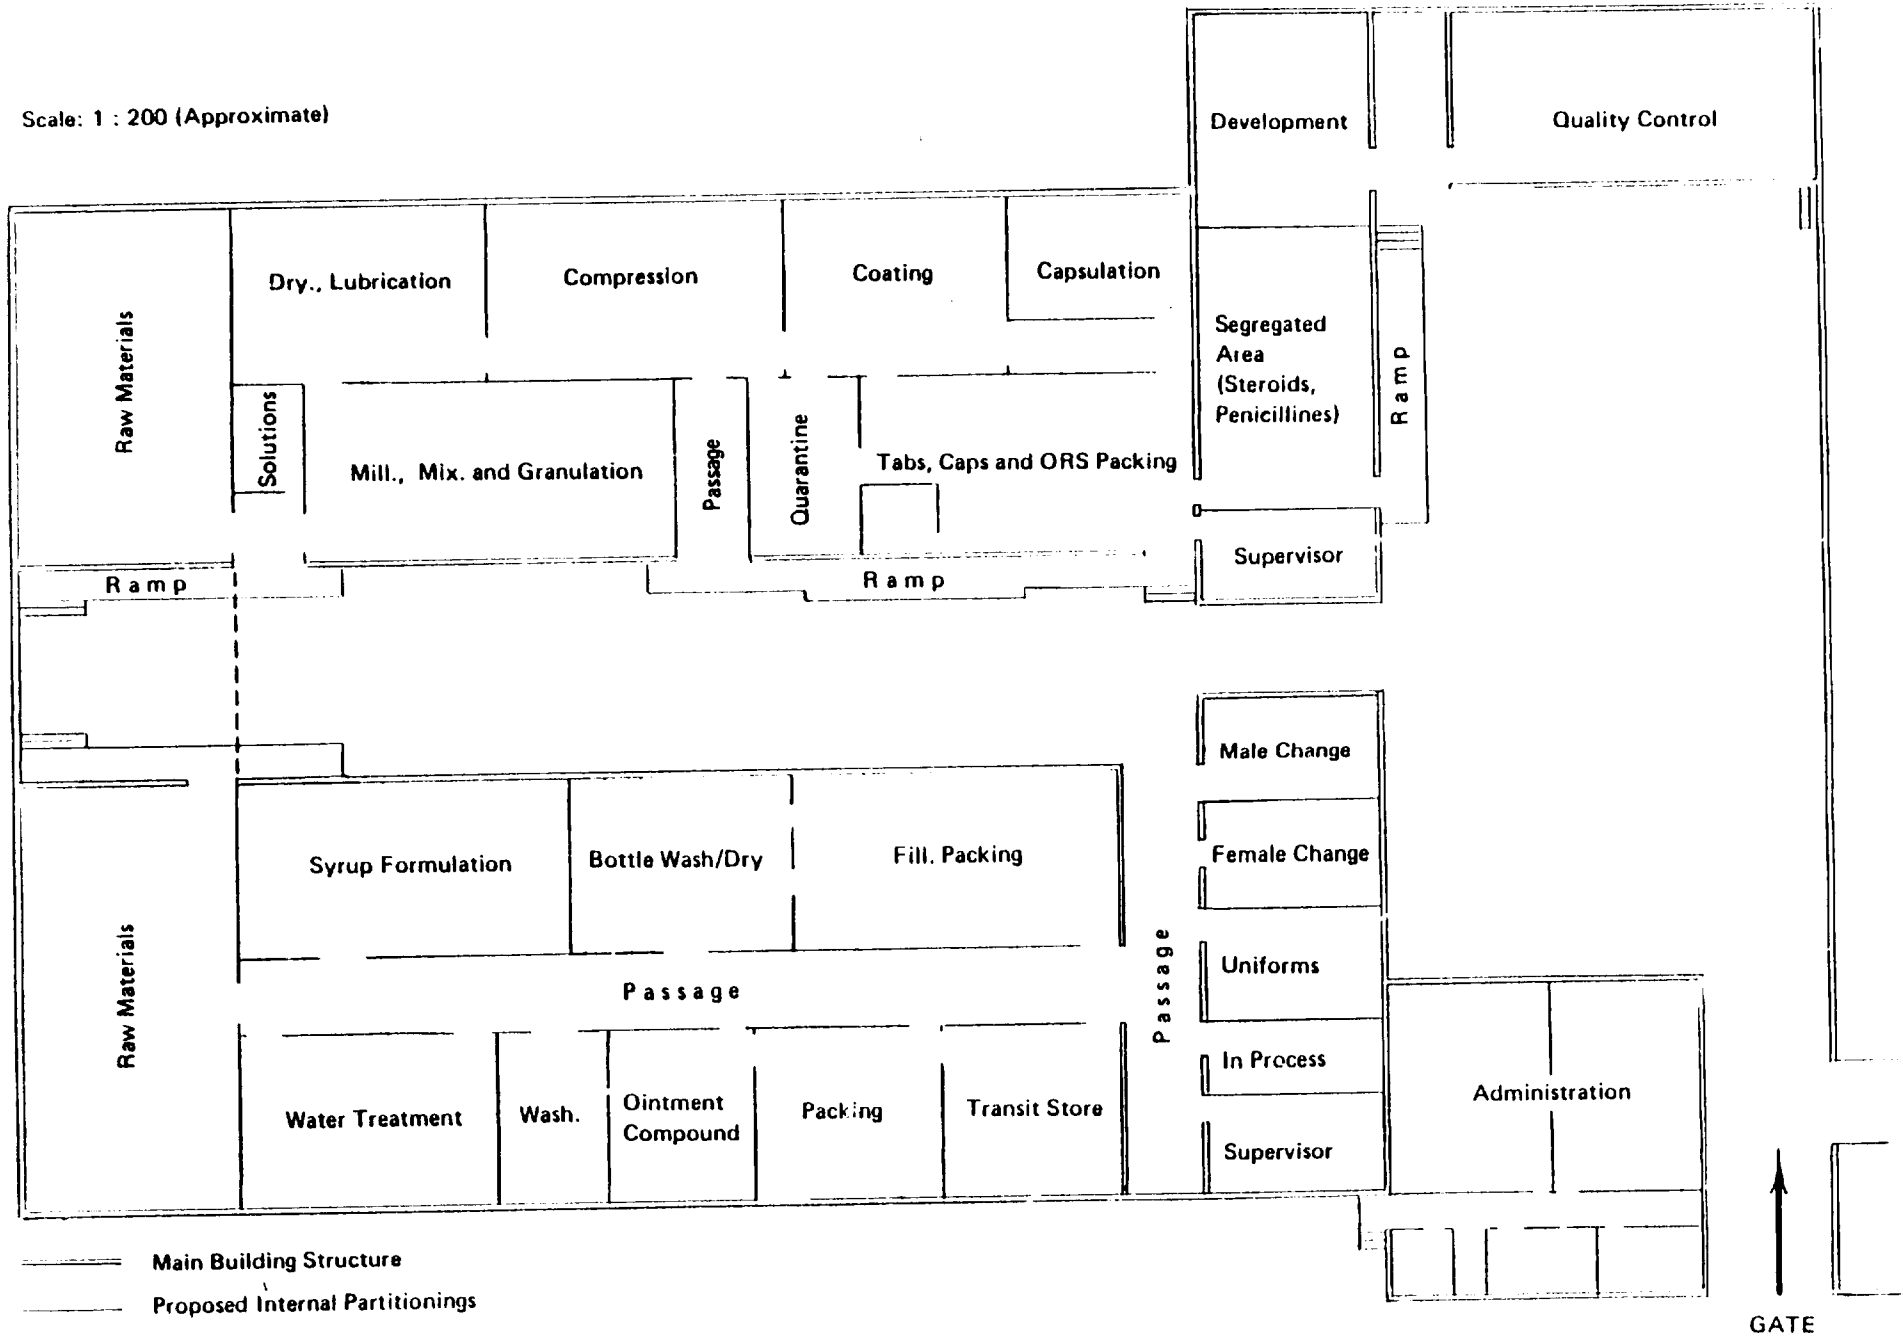 Scale: 1 : 200 (Approximate)
Development
Quality Control
Raw Materials
Dry., Lubrication
Compression
Coating
Capsulation
Segregated
Area
(Steroids,
Penicillines)
Ramp
Solutions
Mill., Mix. and Granulation
Passage
Quarantine
Tabs, Caps and ORS Packing
Supervisor
Ramp
Ramp
Male Change
Syrup Formulation
Bottle Wash/Dry
Fill. Packing
Female Change
Raw Materials
Passage
Passage
Uniforms
In Process
Water Treatment
Wash.
Ointment
Compound
Packing
Transit Store
Supervisor
Administration
Main Building Structure
Proposed Internal Partitionings
GATE